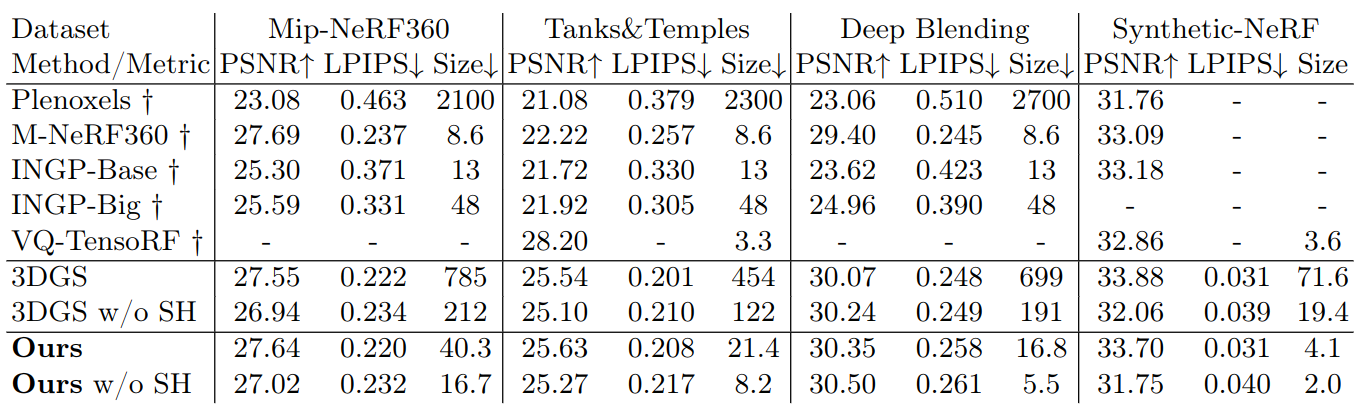 Dataset Mip-NeRF360 Tanks&Temples Deep Blending Synthetic-NeRF
Method/Metric PSNR↑ LPIPS↓ Size↓ PSNR↑ LPIPS↓ Size↓ PSNR↑ LPIPS↓ Size↓ PSNR↑ LPIPS↓ Size
Plenoxels † 23.08 0.463 2100 21.08 0.379 2300 23.06 0.510 2700 31.76 - -
M-NeRF360 † 27.69 0.237 8.6 22.22 0.257 8.6 29.40 0.245 8.6 33.09 - -
INGP-Base † 25.30 0.371 13 21.72 0.330 13 23.62 0.423 13 33.18 - -
INGP-Big † 25.59 0.331 48 21.92 0.305 48 24.96 0.390 48 - - -
VQ-TensoRF † - - - 28.20 - 3.3 - - - 32.86 - 3.6
3DGS 27.55 0.222 785 25.54 0.201 454 30.07 0.248 699 33.88 0.031 71.6
3DGS w/o SH 26.94 0.234 212 25.10 0.210 122 30.24 0.249 191 32.06 0.039 19.4
Ours 27.64 0.220 40.3 25.63 0.208 21.4 30.35 0.258 16.8 33.70 0.031 4.1
Ours w/o SH 27.02 0.232 16.7 25.27 0.217 8.2 30.50 0.261 5.5 31.75 0.040 2.0